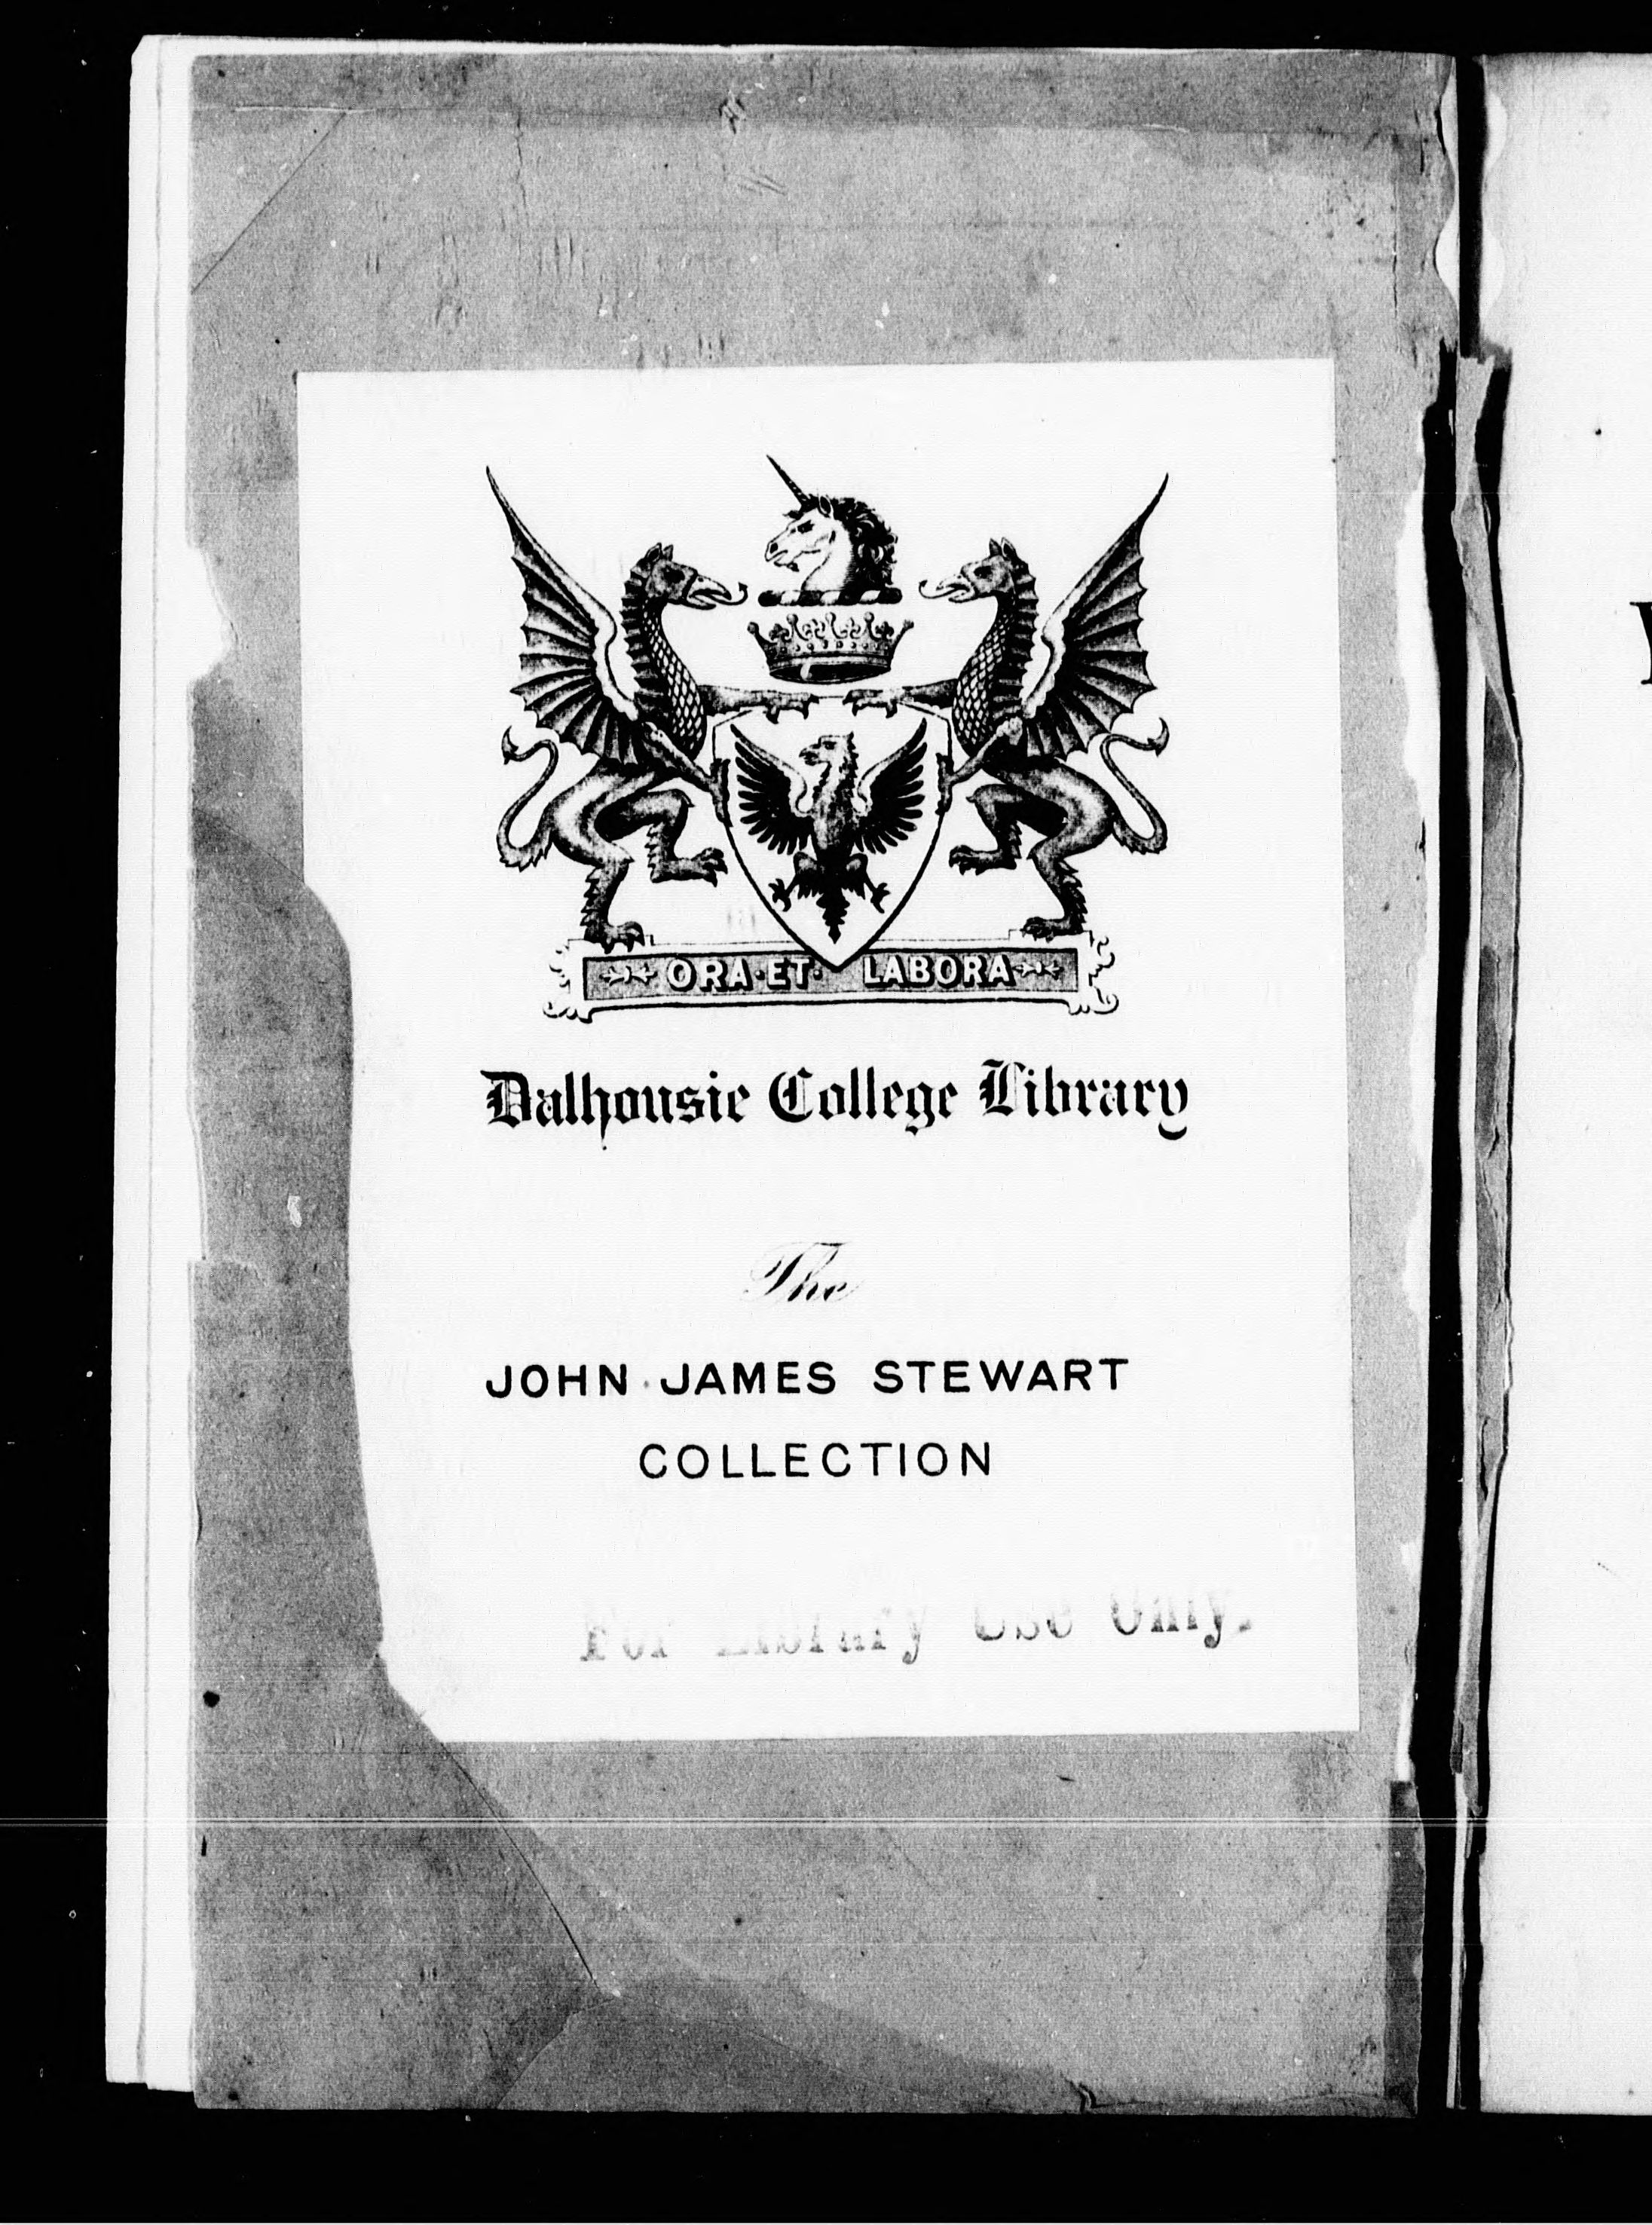 ORA·ET· LABORA
Dalhousie College Library
The
JOHN JAMES STEWART
COLLECTION
For Library Use Only.